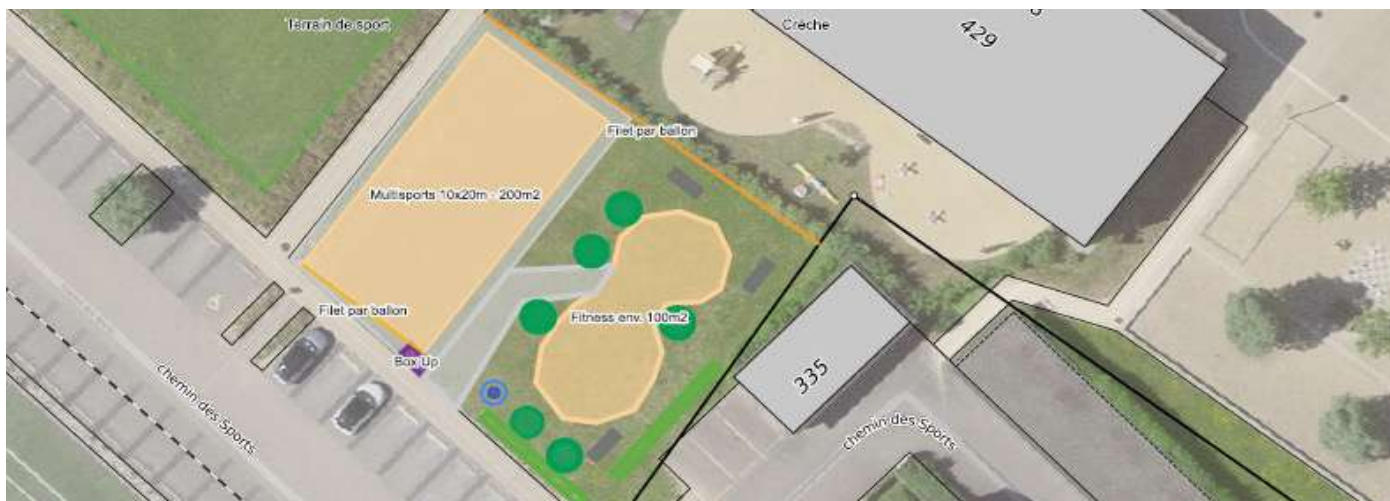 Terrain de sport
Crèche
429
Filet par ballon
Multisports 10x20m - 200m2
Filet par ballon
Fitness env. 100m2
Box Up
335
chemin des Sports
chemin des Sports